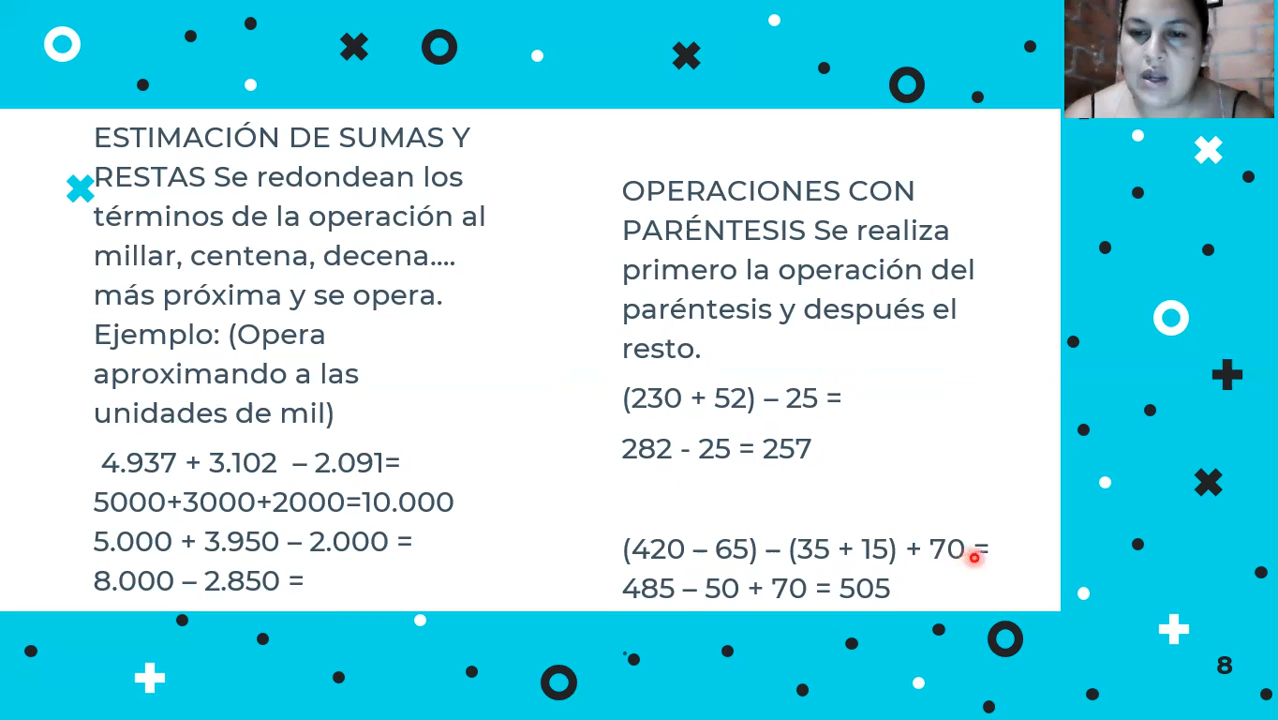 ESTIMACIÓN DE SUMAS Y
RESTAS Se redondean los
términos de la operación al
millar, centena, decena....
más próxima y se opera.
Ejemplo: (Opera
aproximando a las
unidades de mil)
4.937 + 3.102 – 2.091=
5000+3000+2000=10.000
5.000 + 3.950 – 2.000 =
8.000 – 2.850 =
OPERACIONES CON
PARÉNTESIS Se realiza
primero la operación del
paréntesis y después el
resto.
(230 + 52) – 25 =
282 - 25 = 257
(420 – 65) – (35 + 15) + 70 =
485 – 50 + 70 = 505
8